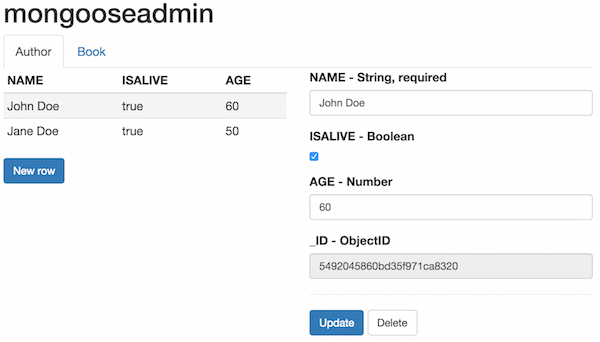 mongooseadmin
Author Book
NAME ISALIVE AGE
John Doe true 60
Jane Doe true 50
New row
NAME - String, required
John Doe
ISALIVE - Boolean
AGE - Number
60
_ID - ObjectID
5492045860bd35f971ca8320
Update Delete